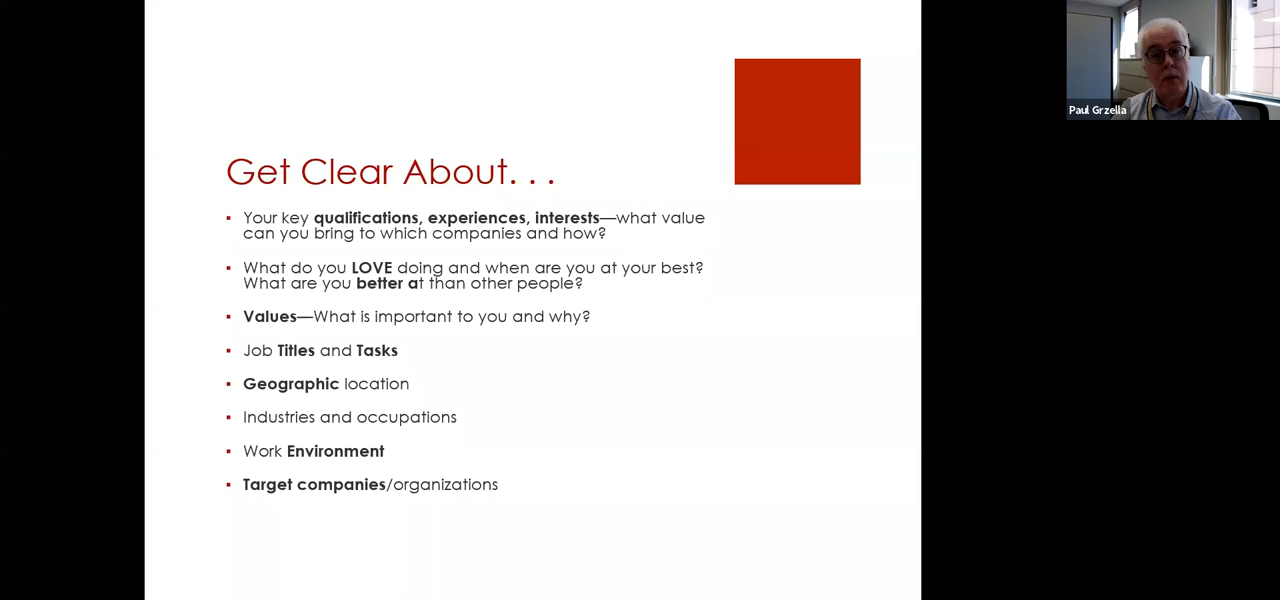 Get Clear About. . .
Your key qualifications, experiences, interests—what value
can you bring to which companies and how?
What do you LOVE doing and when are you at your best?
What are you better at than other people?
Values—What is important to you and why?
Job Titles and Tasks
Geographic location
Industries and occupations
Work Environment
Target companies/organizations
Paul Grzella